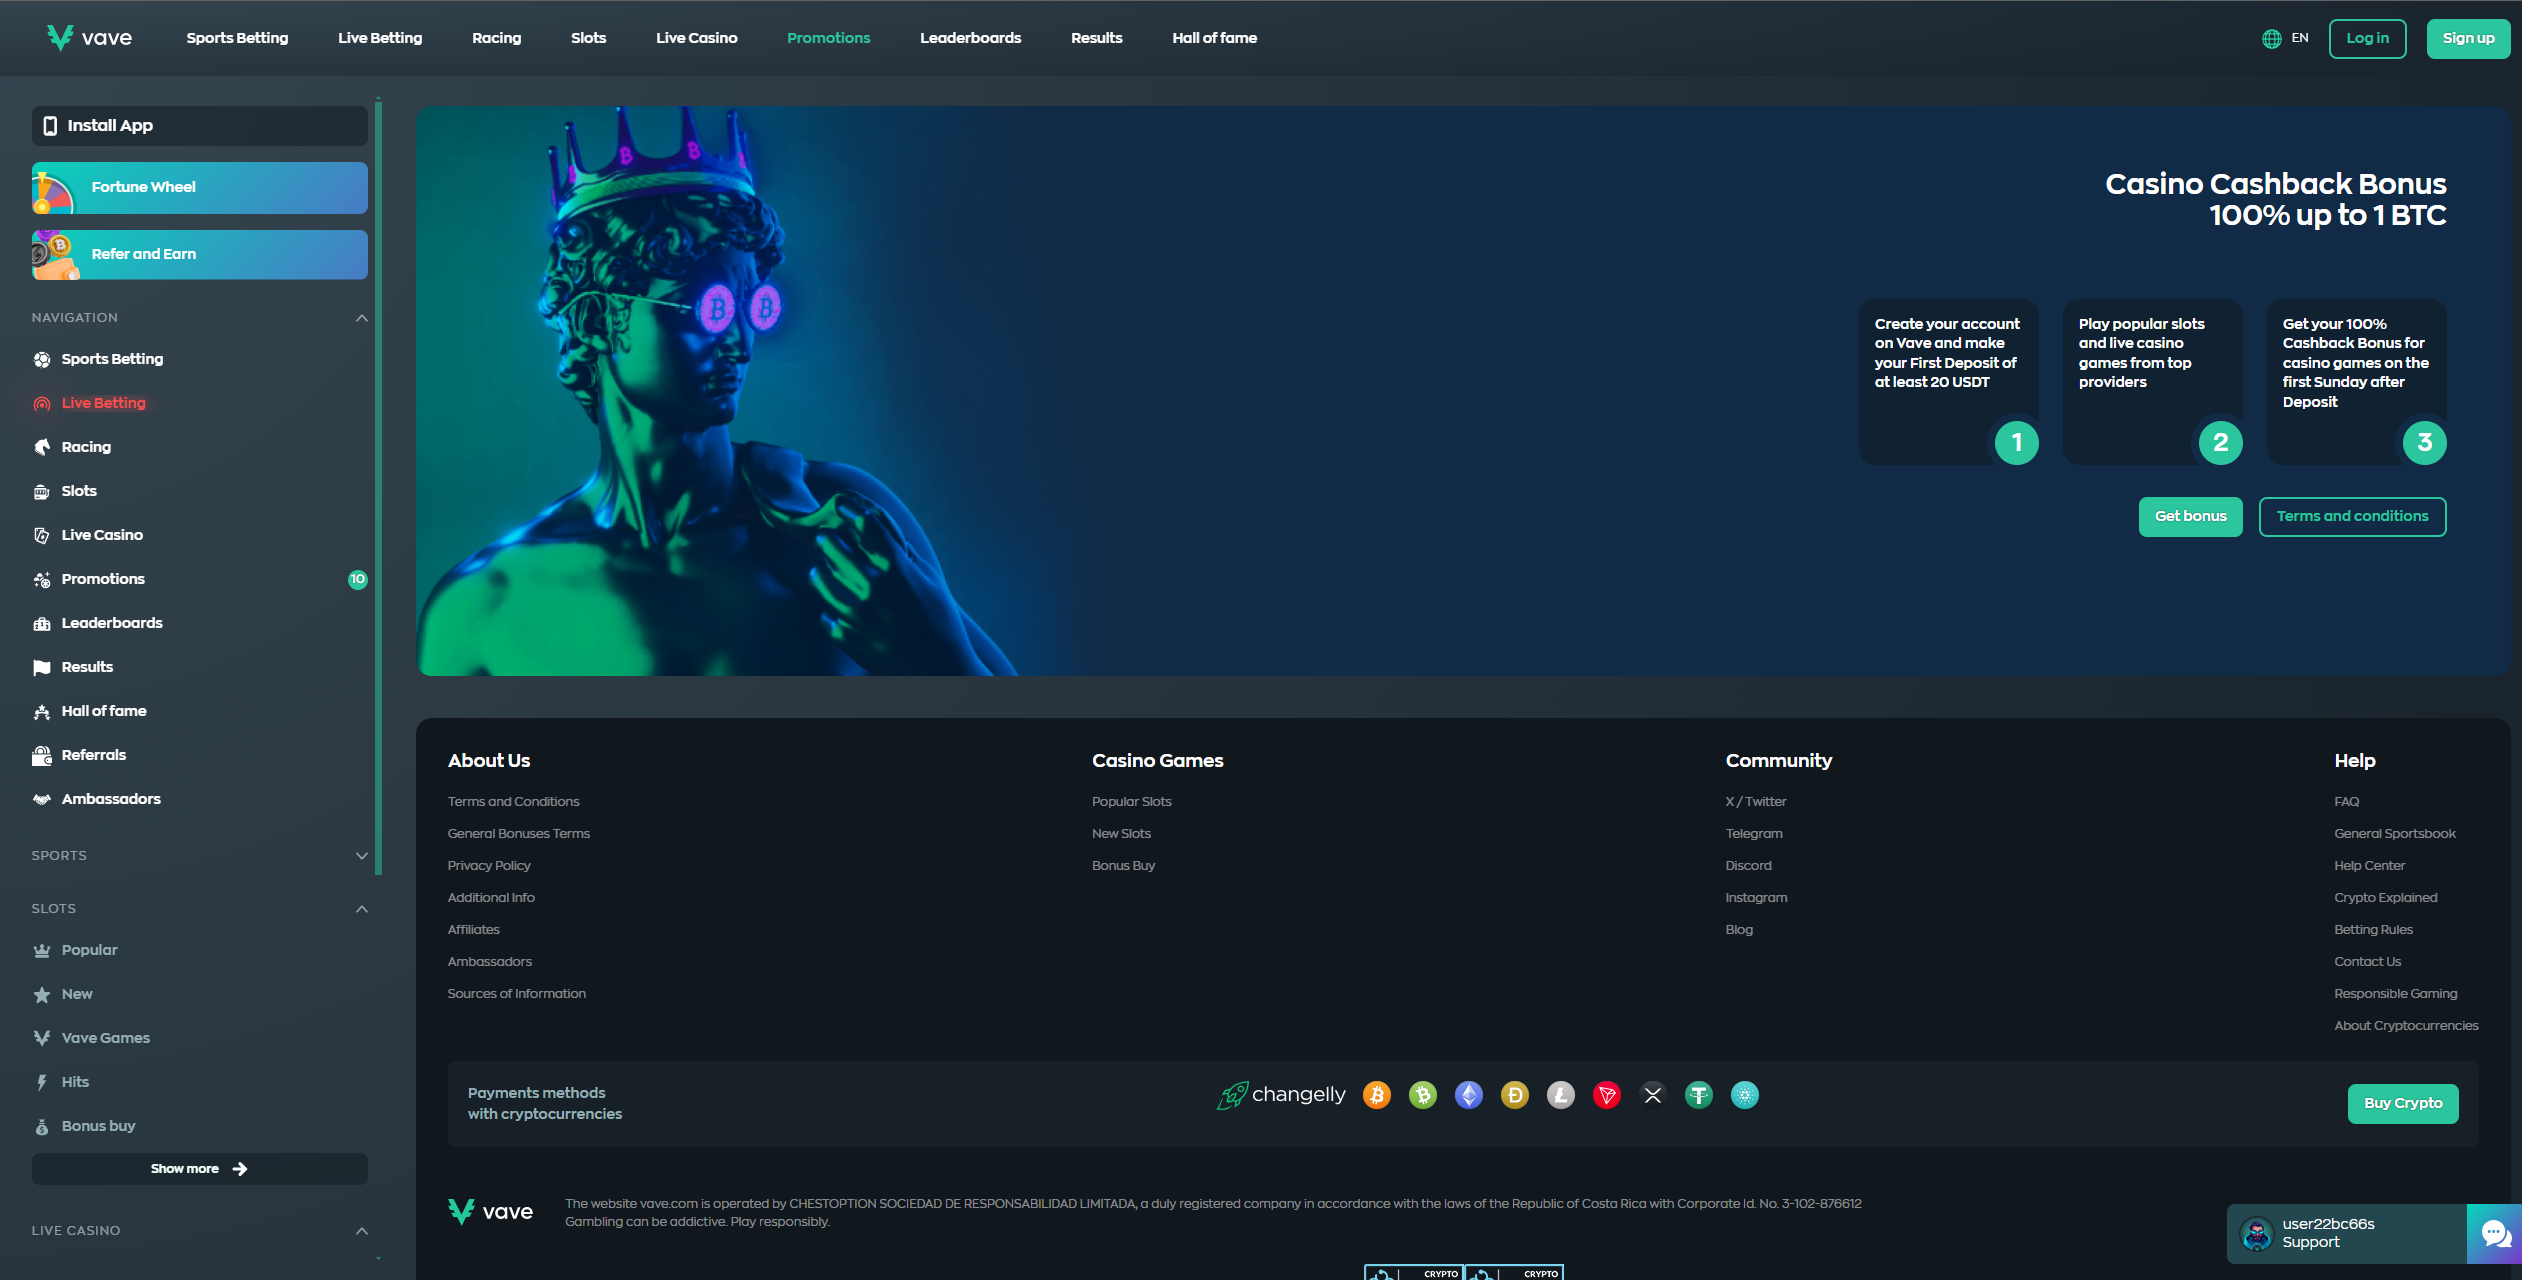 vave
Sports Betting
Live Betting
Racing
Slots
Live Casino
Promotions
Leaderboards
Results
Hall of fame
EN
Log in
Sign up
Install App
Fortune Wheel
Refer and Earn
NAVIGATION
Sports Betting
Live Betting
Racing
Slots
Live Casino
Promotions
10
Leaderboards
Results
Hall of fame
Referrals
Ambassadors
SPORTS
SLOTS
Popular
New
Vave Games
Hits
Bonus buy
Show more
LIVE CASINO
Casino Cashback Bonus
100% up to 1 BTC
Create your account
on Vave and make
your First Deposit of
at least 20 USDT
1
Play popular slots
and live casino
games from top
providers
2
Get your 100%
Cashback Bonus for
casino games on the
first Sunday after
Deposit
3
Get bonus
Terms and conditions
About Us
Terms and Conditions
General Bonuses Terms
Privacy Policy
Additional Info
Affiliates
Ambassadors
Sources of Information
Casino Games
Popular Slots
New Slots
Bonus Buy
Community
X / Twitter
Telegram
Discord
Instagram
Blog
Help
FAQ
General Sportsbook
Help Center
Crypto Explained
Betting Rules
Contact Us
Responsible Gaming
About Cryptocurrencies
Payments methods
with cryptocurrencies
changelly
Buy Crypto
vave
The website vave.com is operated by CHESTOPTION SOCIEDAD DE RESPONSABILIDAD LIMITADA, a duly registered company in accordance with the laws of the Republic of Costa Rica with Corporate Id. No. 3-102-876612
Gambling can be addictive. Play responsibly.
CRYPTO
CRYPTO
user22bc66s
Support